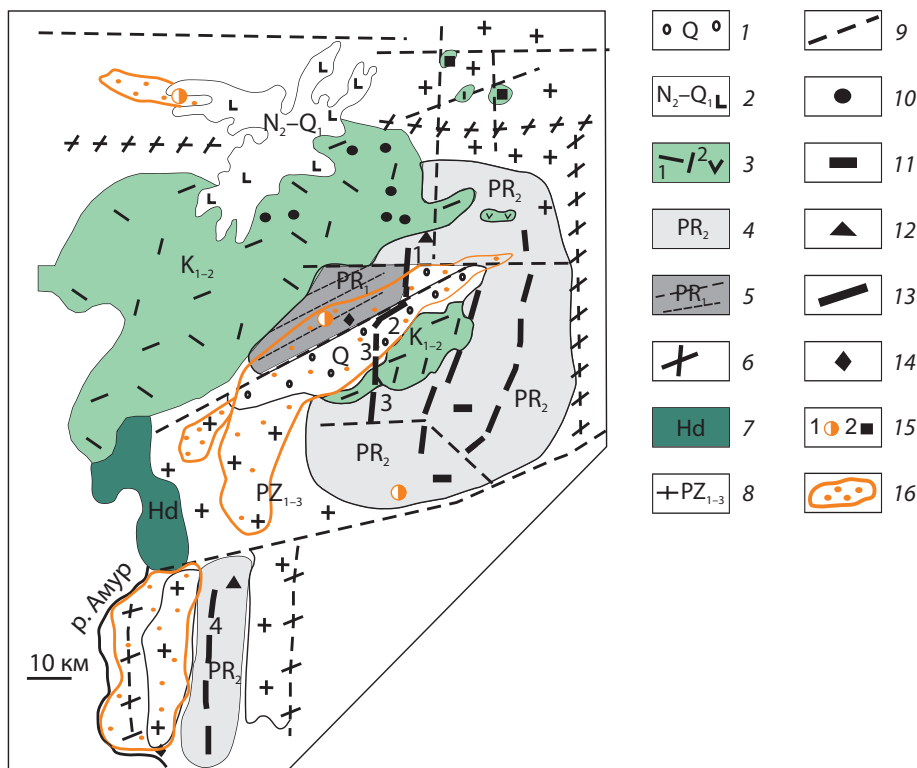 Q 1
9
N₂–Q₁ 2
10
1 2 3
11
PR₂ 4
12
PR₁ 5
13
6
14
Hd 7
1 2 15
PZ₁₋₃ 8
16
N₂–Q₁
PR₂
K₁₋₂
1
PR₁
2
K₁₋₂
3
Q
3
PR₂
PR₂
PZ₁₋₃
Hd
р. Амур
4
10 км
PR₂